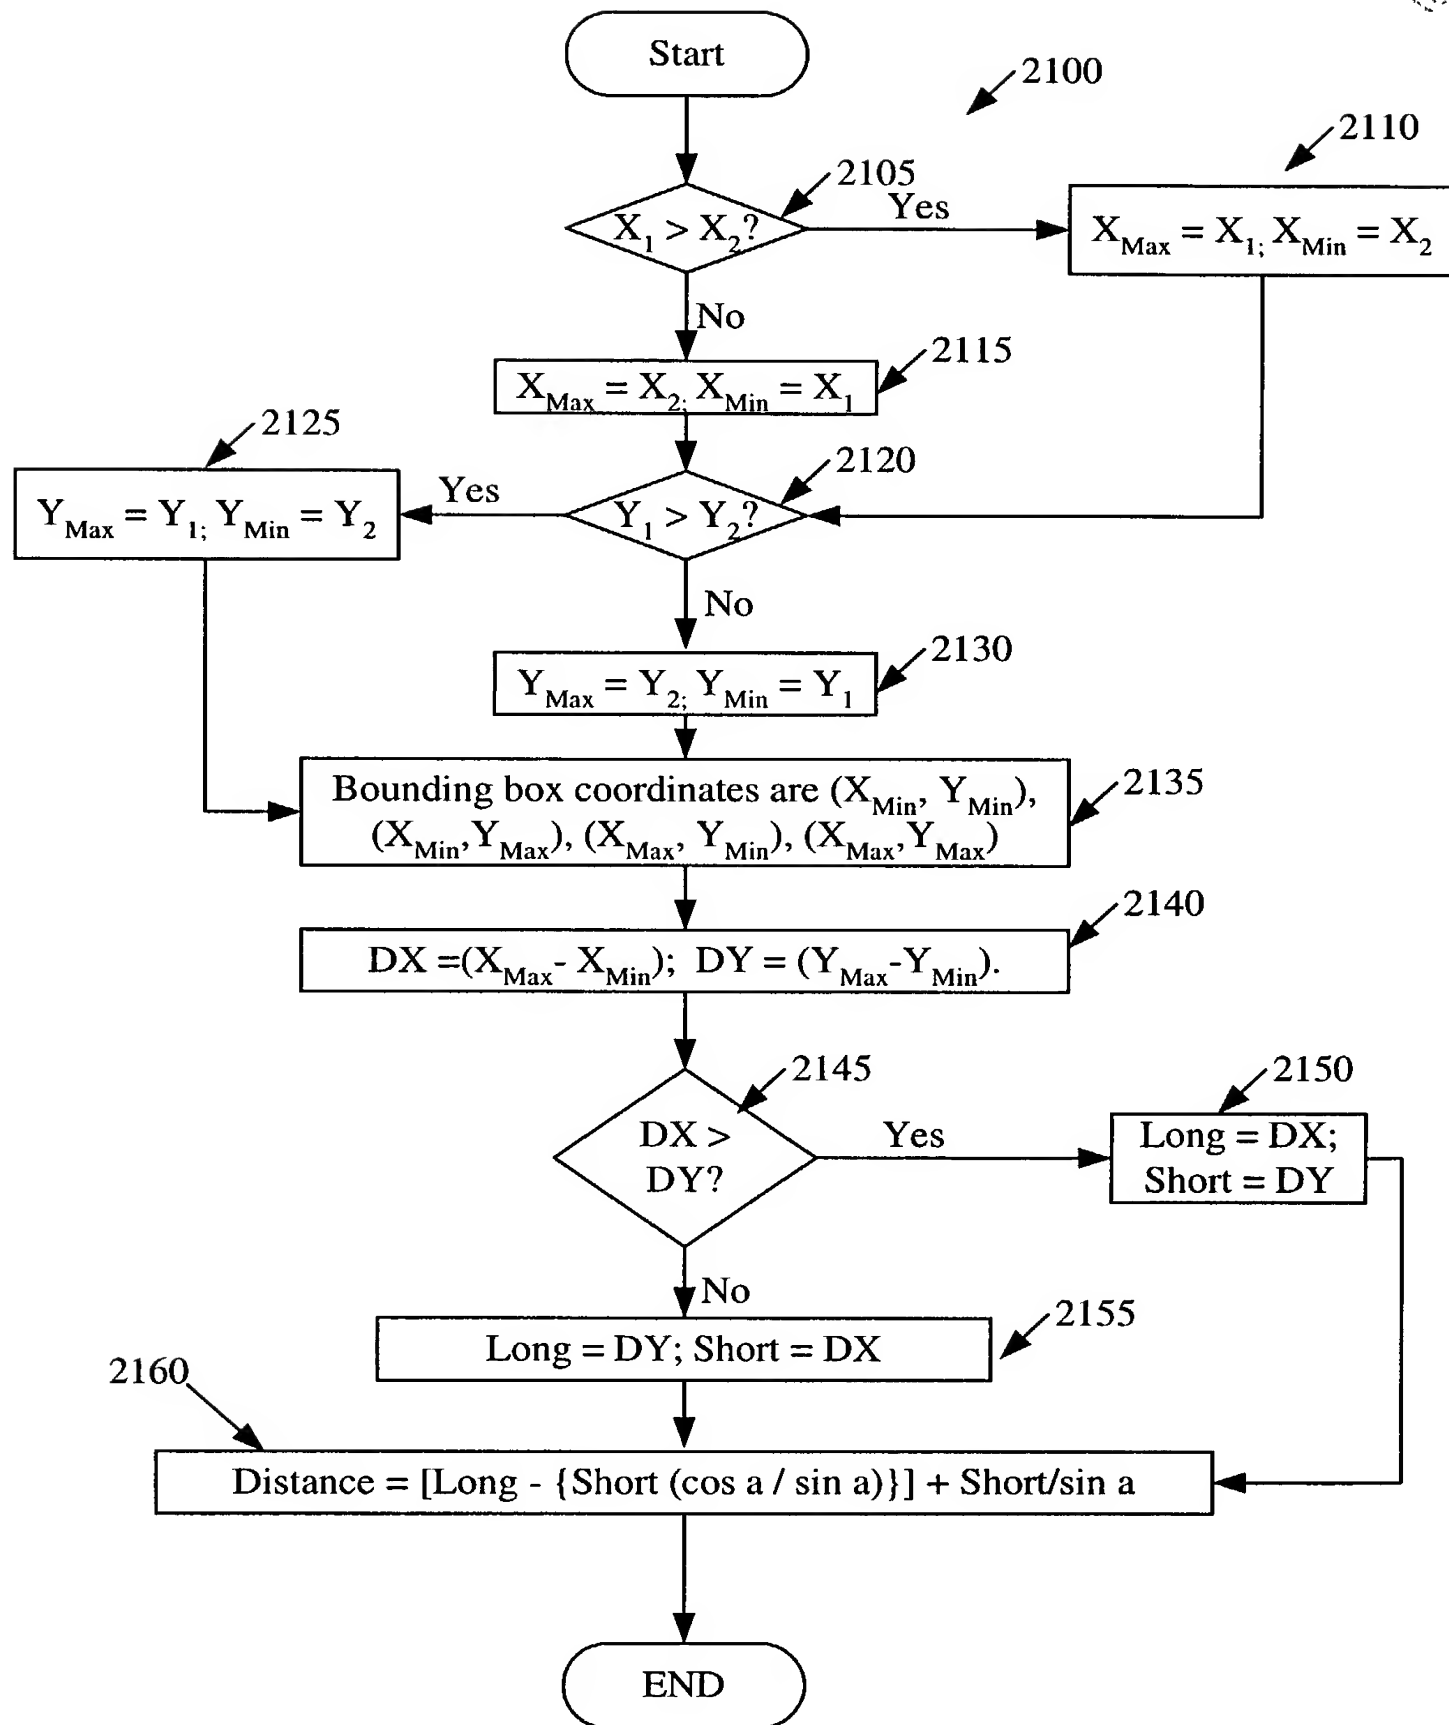 Start
2100
2110
2105
X1 > X2?
Yes
XMax = X1; XMin = X2
No
2115
XMax = X2; XMin = X1
2125
2120
YMax = Y1; YMin = Y2
Yes
Y1 > Y2?
No
2130
YMax = Y2; YMin = Y1
Bounding box coordinates are (XMin, YMin),
(XMin,YMax), (XMax, YMin), (XMax,YMax)
2135
2140
DX =(XMax- XMin); DY = (YMax-YMin).
2145
2150
DX >
DY?
Yes
Long = DX;
Short = DY
No
2155
Long = DY; Short = DX
2160
Distance = [Long - {Short (cos a / sin a)}] + Short/sin a
END